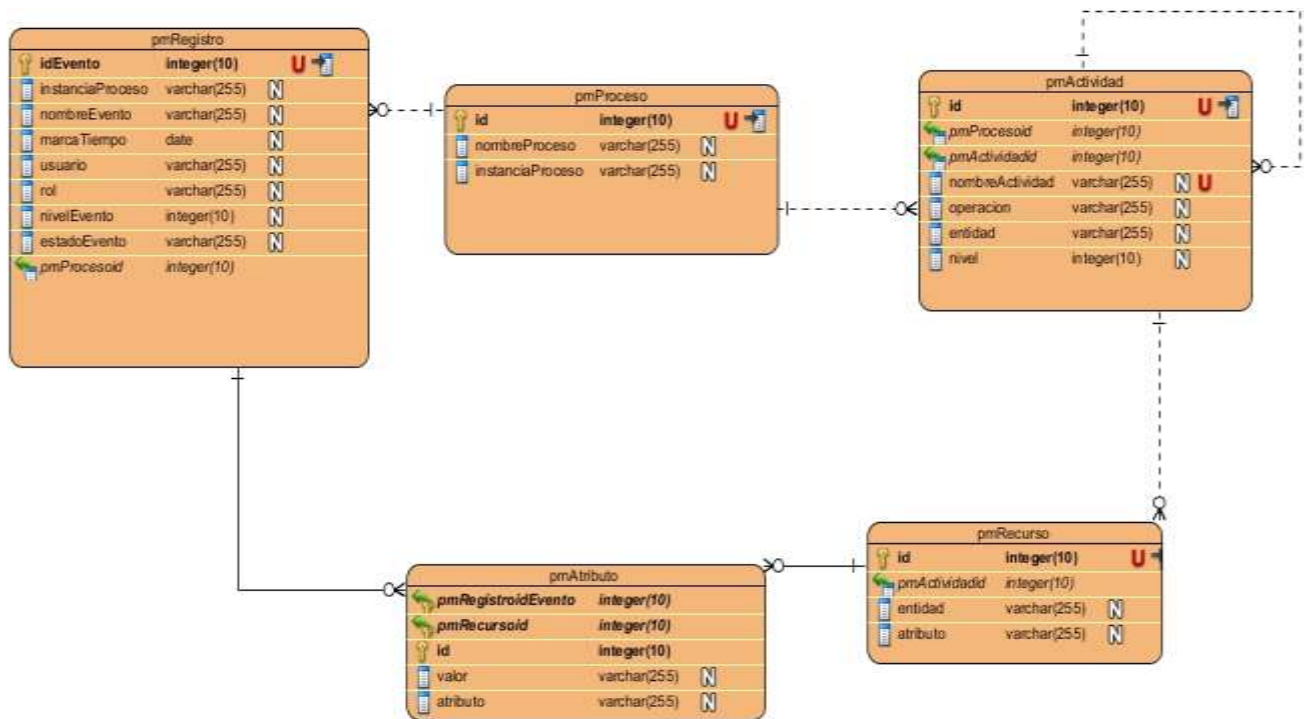 pmRegistro
idEvento integer(10) U
instanciaProceso varchar(255) N
nombreEvento varchar(255) N
marcaTiempo date N
usuario varchar(255) N
rol varchar(255) N
nivelEvento integer(10) N
estadoEvento varchar(255) N
pmProcesoid integer(10)
pmProceso
id integer(10) U
nombreProceso varchar(255) N
instanciaProceso varchar(255) N
pmActividad
id integer(10) U
pmProcesoid integer(10)
pmActividadid integer(10)
nombreActividad varchar(255) N U
operacion varchar(255) N
entidad varchar(255) N
nivel integer(10) N
pmAtributo
pmRegistroidEvento integer(10)
pmRecursoid integer(10)
id integer(10)
valor varchar(255) N
atributo varchar(255) N
pmRecurso
id integer(10) U
pmActividadid integer(10)
entidad varchar(255) N
atributo varchar(255) N